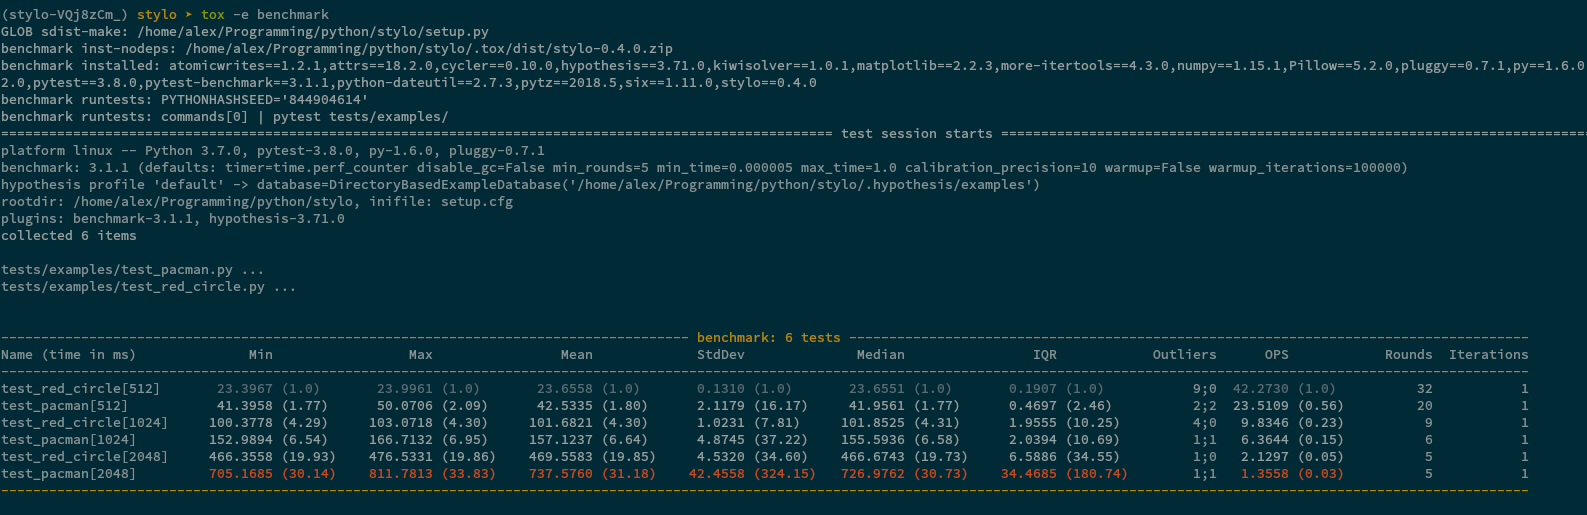 (stylo-VQj8zCm_) stylo ➤ tox -e benchmark
GLOB sdist-make: /home/alex/Programming/python/stylo/setup.py
benchmark inst-nodeps: /home/alex/Programming/python/stylo/.tox/dist/stylo-0.4.0.zip
benchmark installed: atomicwrites==1.2.1,attrs==18.2.0,cycler==0.10.0,hypothesis==3.71.0,kiwisolver==1.0.1,matplotlib==2.2.3,more-itertools==4.3.0,numpy==1.15.1,Pillow==5.2.0,pluggy==0.7.1,py==1.6.0
2.0,pytest==3.8.0,pytest-benchmark==3.1.1,python-dateutil==2.7.3,pytz==2018.5,six==1.11.0,stylo==0.4.0
benchmark runtests: PYTHONHASHSEED='844904614'
benchmark runtests: commands[0] | pytest tests/examples/
======================================================================================================== test session starts ==========================================================================
platform linux -- Python 3.7.0, pytest-3.8.0, py-1.6.0, pluggy-0.7.1
benchmark: 3.1.1 (defaults: timer=time.perf_counter disable_gc=False min_rounds=5 min_time=0.000005 max_time=1.0 calibration_precision=10 warmup=False warmup_iterations=100000)
hypothesis profile 'default' -> database=DirectoryBasedExampleDatabase('/home/alex/Programming/python/stylo/.hypothesis/examples')
rootdir: /home/alex/Programming/python/stylo, inifile: setup.cfg
plugins: benchmark-3.1.1, hypothesis-3.71.0
collected 6 items
tests/examples/test_pacman.py ...
tests/examples/test_red_circle.py ...
-------------------------------------------------------------------------------------- benchmark: 6 tests -------------------------------------------------------------------------------------
Name (time in ms) Min Max Mean StdDev Median IQR Outliers OPS Rounds Iterations
-----------------------------------------------------------------------------------------------------------------------------------------------------------------------------------------------
test_red_circle[512] 23.3967 (1.0) 23.9961 (1.0) 23.6558 (1.0) 0.1310 (1.0) 23.6551 (1.0) 0.1907 (1.0) 9;0 42.2730 (1.0) 32 1
test_pacman[512] 41.3958 (1.77) 50.0706 (2.09) 42.5335 (1.80) 2.1179 (16.17) 41.9561 (1.77) 0.4697 (2.46) 2;2 23.5109 (0.56) 20 1
test_red_circle[1024] 100.3778 (4.29) 103.0718 (4.30) 101.6821 (4.30) 1.0231 (7.81) 101.8525 (4.31) 1.9555 (10.25) 4;0 9.8346 (0.23) 9 1
test_pacman[1024] 152.9894 (6.54) 166.7132 (6.95) 157.1237 (6.64) 4.8745 (37.22) 155.5936 (6.58) 2.0394 (10.69) 1;1 6.3644 (0.15) 6 1
test_red_circle[2048] 466.3558 (19.93) 476.5331 (19.86) 469.5583 (19.85) 4.5320 (34.60) 466.6743 (19.73) 6.5886 (34.55) 1;0 2.1297 (0.05) 5 1
test_pacman[2048] 705.1685 (30.14) 811.7813 (33.83) 737.5760 (31.18) 42.4558 (324.15) 726.9762 (30.73) 34.4685 (180.74) 1;1 1.3558 (0.03) 5 1
-----------------------------------------------------------------------------------------------------------------------------------------------------------------------------------------------